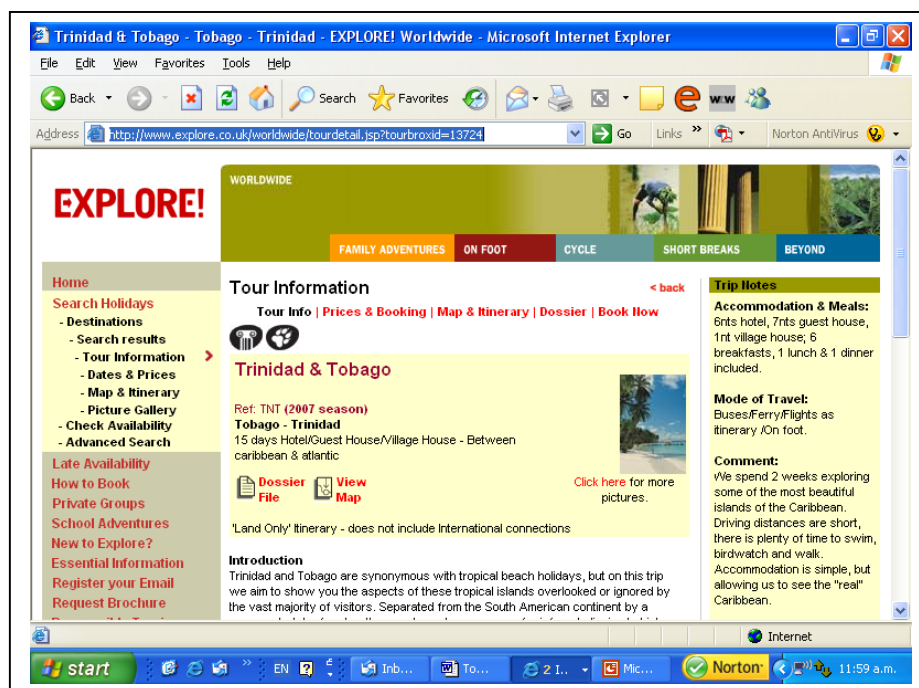 Trinidad & Tobago - Tobago - Trinidad - EXPLORE! Worldwide - Microsoft Internet Explorer
File Edit View Favorites Tools Help
Back Search Favorites W:W
Address http://www.explore.co.uk/worldwide/tourdetail.jsp?tourbroxid=13724 Go Links » Norton AntiVirus
EXPLORE!
WORLDWIDE
FAMILY ADVENTURES ON FOOT CYCLE SHORT BREAKS BEYOND
Home
Search Holidays
- Destinations
- Search results
- Tour Information
- Dates & Prices
- Map & Itinerary
- Picture Gallery
- Check Availability
- Advanced Search
Late Availability
How to Book
Private Groups
School Adventures
New to Explore?
Essential Information
Register your Email
Request Brochure
Tour Information < back
Tour Info | Prices & Booking | Map & Itinerary | Dossier | Book Now
Trinidad & Tobago
Ref: TNT (2007 season)
Tobago - Trinidad
15 days Hotel/Guest House/Village House - Between
caribbean & atlantic
Dossier File
View Map
Click here for more
pictures.
'Land Only' Itinerary - does not include International connections
Introduction
Trinidad and Tobago are synonymous with tropical beach holidays, but on this trip
we aim to show you the aspects of these tropical islands overlooked or ignored by
the vast majority of visitors. Separated from the South American continent by a
Trip Notes
Accommodation & Meals:
6nts hotel, 7nts guest house,
1nt village house; 6
breakfasts, 1 lunch & 1 dinner
included.
Mode of Travel:
Buses/Ferry/Flights as
itinerary /On foot.
Comment:
We spend 2 weeks exploring
some of the most beautiful
islands of the Caribbean.
Driving distances are short,
there is plenty of time to swim,
birdwatch and walk.
Accommodation is simple, but
allowing us to see the "real"
Caribbean.
Internet
start » EN Inb... To... 2 I... Mic... Norton 11:59 a.m.